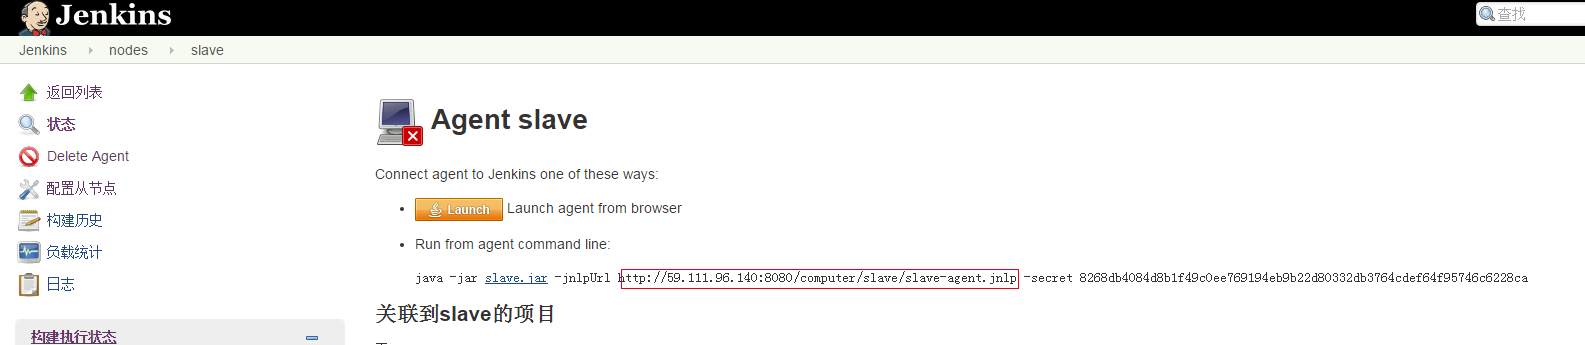 Jenkins
查找
Jenkins nodes slave
返回列表
状态
Delete Agent
配置从节点
构建历史
负载统计
日志
构建执行状态
Agent slave
Connect agent to Jenkins one of these ways:
Launch Launch agent from browser
Run from agent command line:
java -jar slave.jar -jnlpUrl http://59.111.96.140:8080/computer/slave/slave-agent.jnlp -secret 8268db4084d8b1f49c0ee769194eb9b22d80332db3764cdef64f95746c6228ca
关联到slave的项目